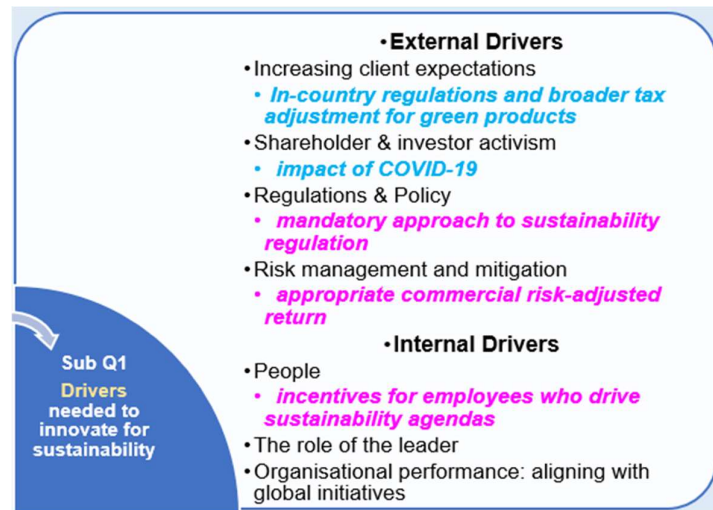 •External Drivers
•Increasing client expectations
• In-country regulations and broader tax
adjustment for green products
•Shareholder & investor activism
• impact of COVID-19
•Regulations & Policy
• mandatory approach to sustainability
regulation
•Risk management and mitigation
• appropriate commercial risk-adjusted
return
•Internal Drivers
•People
• incentives for employees who drive
sustainability agendas
•The role of the leader
•Organisational performance: aligning with
global initiatives
Sub Q1
Drivers
needed to
innovate for
sustainability